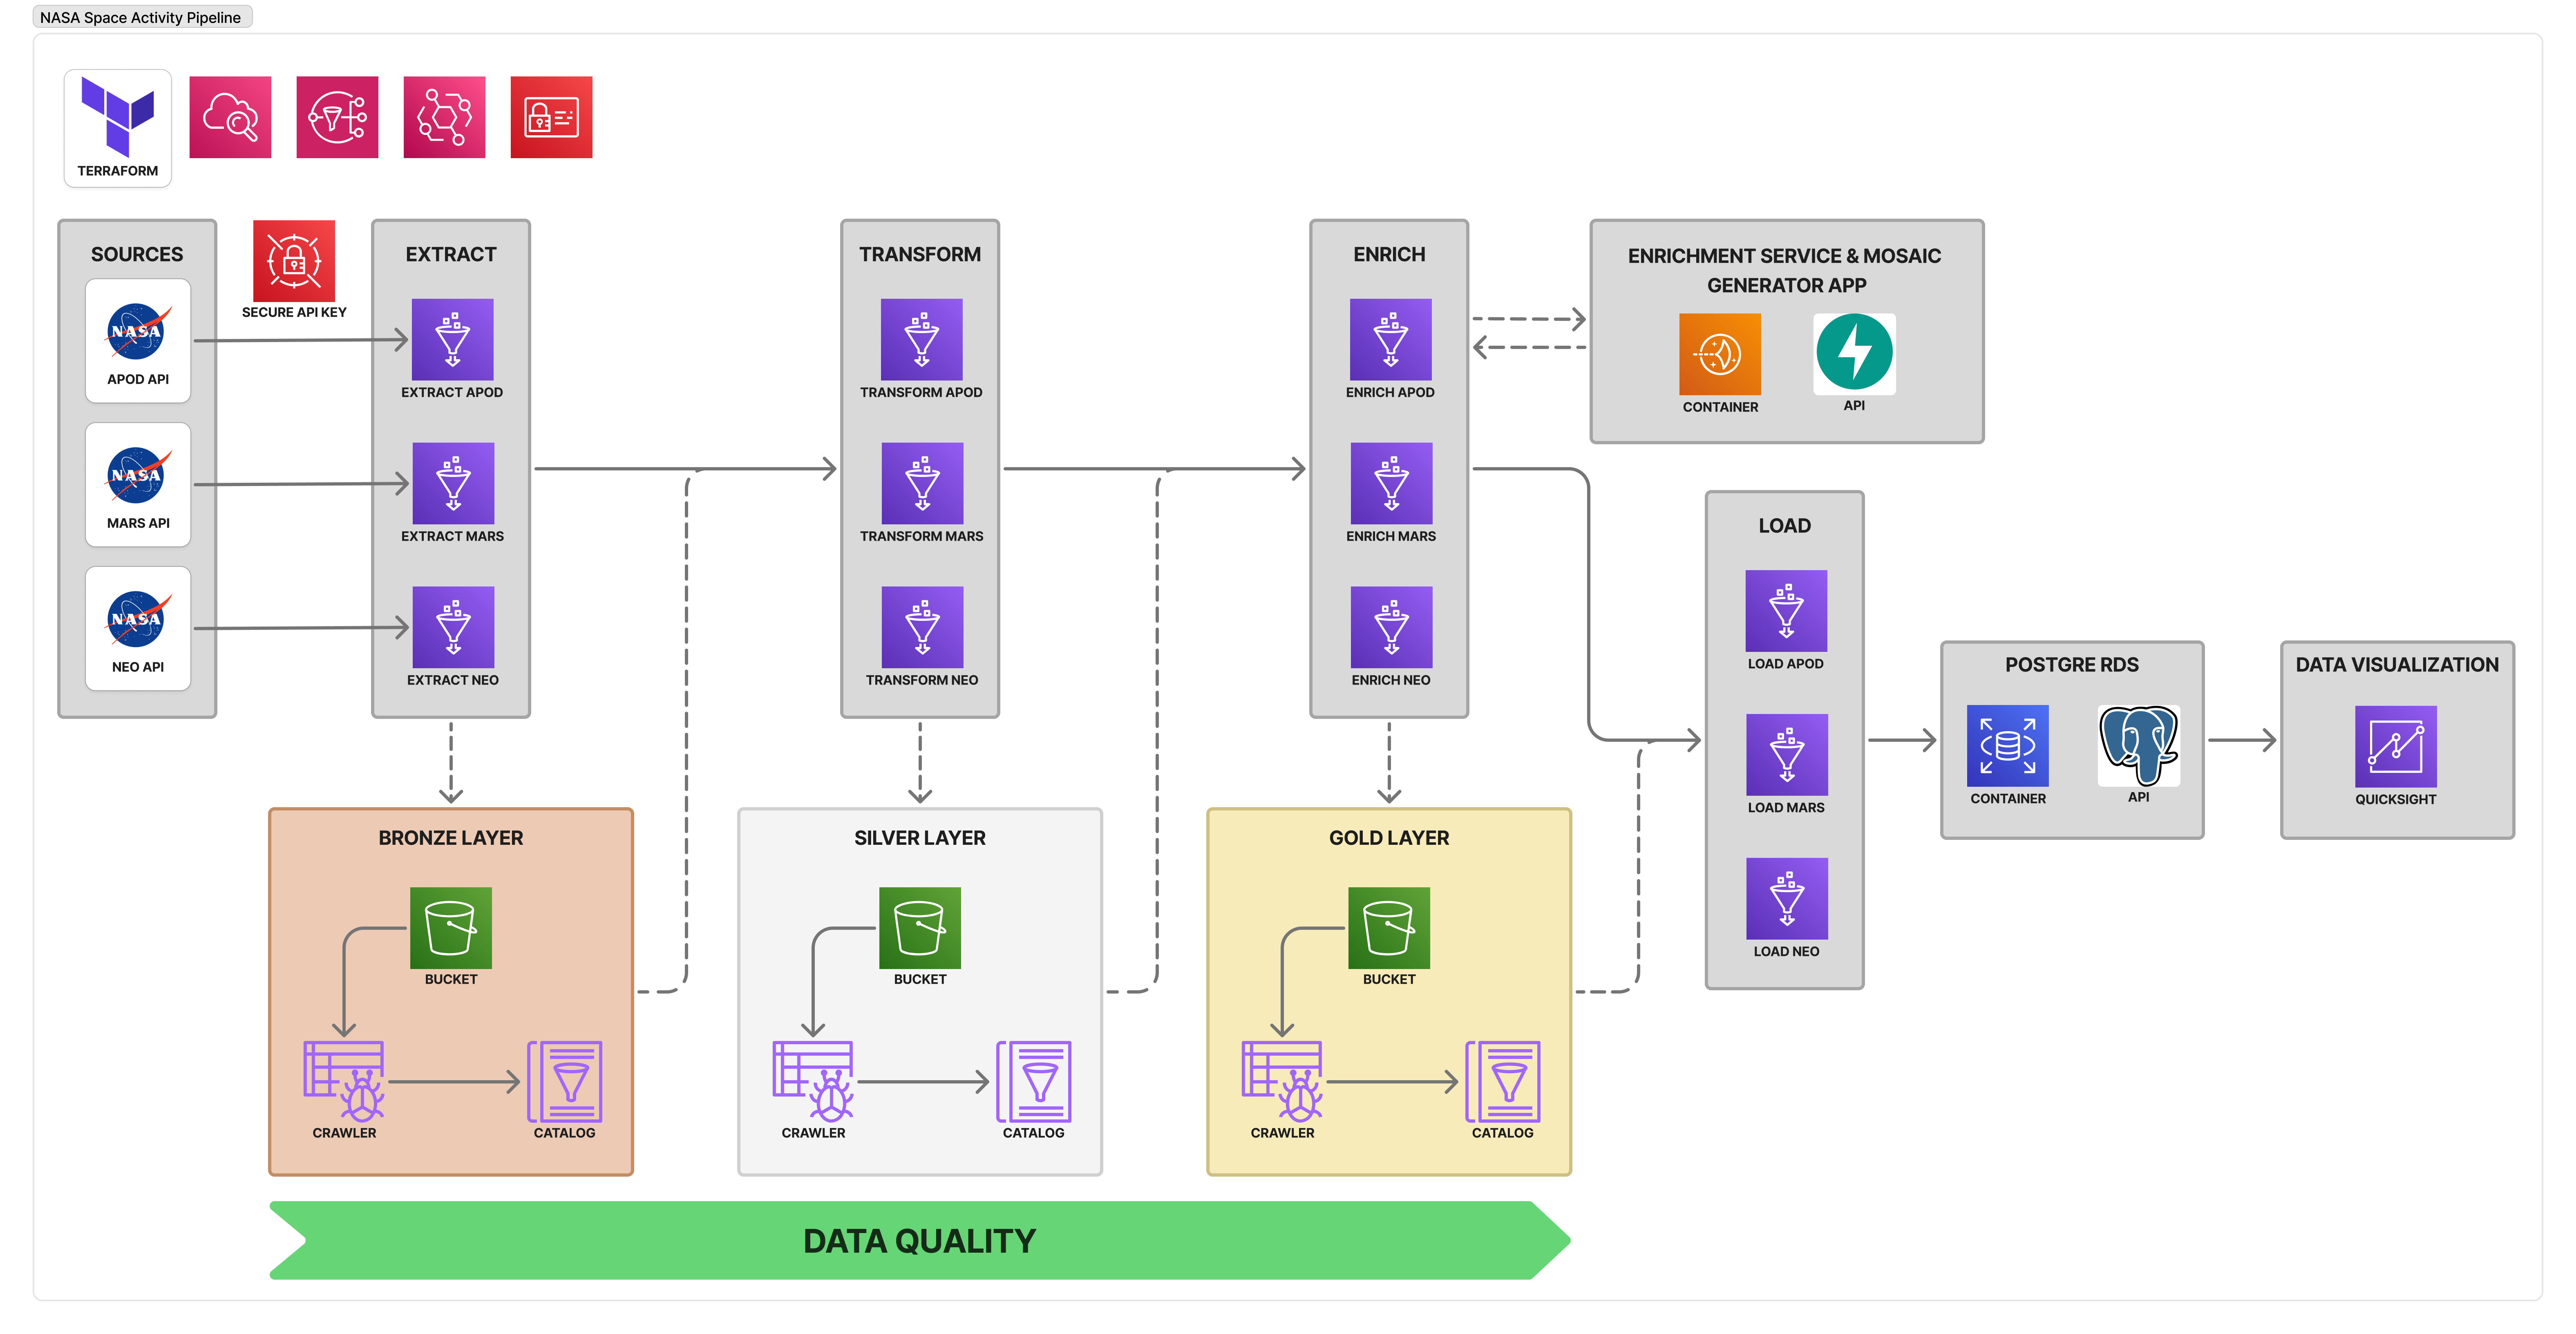 NASA Space Activity Pipeline
TERRAFORM
SOURCES
NASA
APOD API
NASA
MARS API
NASA
NEO API
SECURE API KEY
EXTRACT
EXTRACT APOD
EXTRACT MARS
EXTRACT NEO
TRANSFORM
TRANSFORM APOD
TRANSFORM MARS
TRANSFORM NEO
ENRICH
ENRICH APOD
ENRICH MARS
ENRICH NEO
ENRICHMENT SERVICE & MOSAIC
GENERATOR APP
CONTAINER
API
LOAD
LOAD APOD
LOAD MARS
LOAD NEO
POSTGRE RDS
CONTAINER
API
DATA VISUALIZATION
QUICKSIGHT
BRONZE LAYER
BUCKET
CRAWLER
CATALOG
SILVER LAYER
BUCKET
CRAWLER
CATALOG
GOLD LAYER
BUCKET
CRAWLER
CATALOG
DATA QUALITY